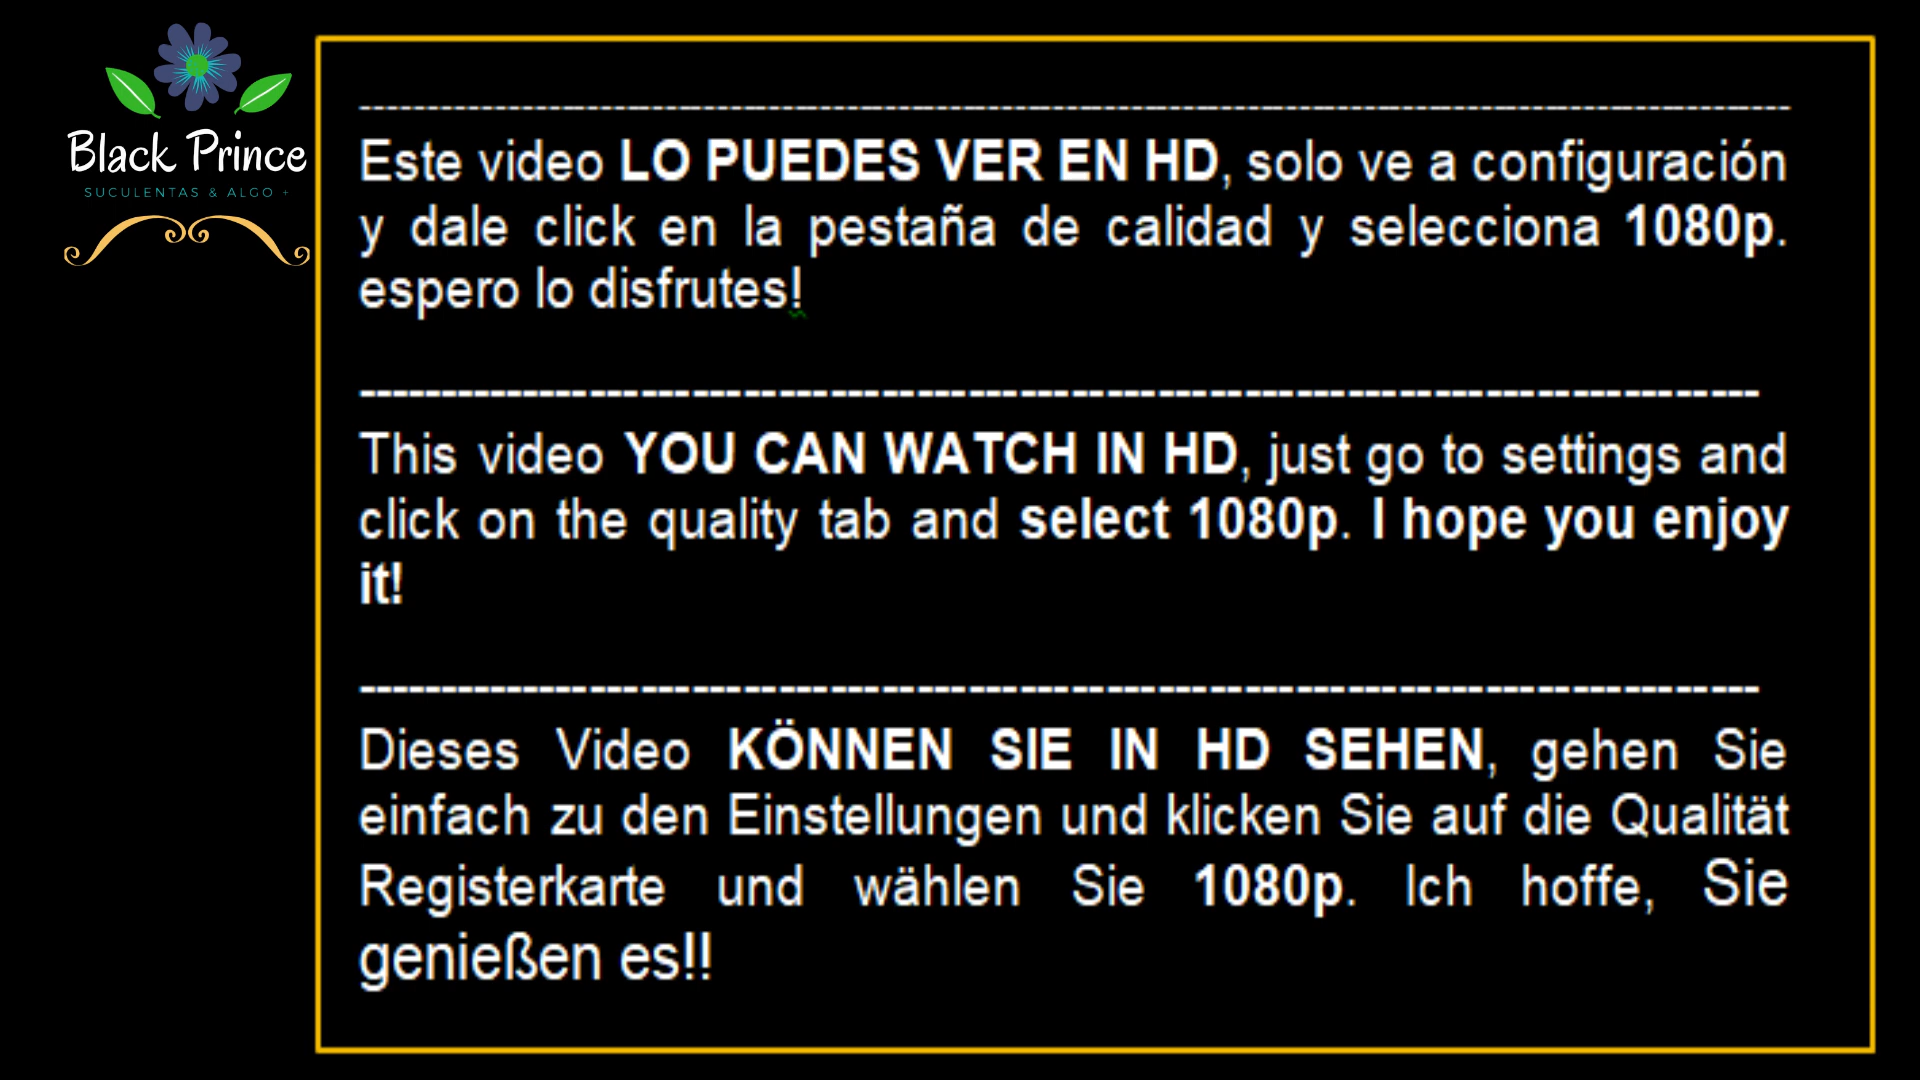 Black Prince
SUCULENTAS & ALGO +
--------------------------------------------------------------------------------
Este video LO PUEDES VER EN HD, solo ve a configuración
y dale click en la pestaña de calidad y selecciona 1080p.
espero lo disfrutes!
--------------------------------------------------------------------------------
This video YOU CAN WATCH IN HD, just go to settings and
click on the quality tab and select 1080p. I hope you enjoy
it!
--------------------------------------------------------------------------------
Dieses Video KÖNNEN SIE IN HD SEHEN, gehen Sie
einfach zu den Einstellungen und klicken Sie auf die Qualität
Registerkarte und wählen Sie 1080p. Ich hoffe, Sie
genießen es!!